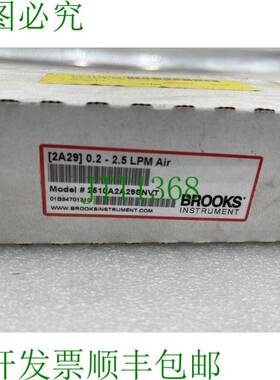 图必究
[2A29] 0.2 - 2.5 LPM Air
Model # 2510A2A29SNVT
BROOKS®
INSTRUMENT
WWW.BROOKSINSTRUMENT.COM
开发票顺丰包邮